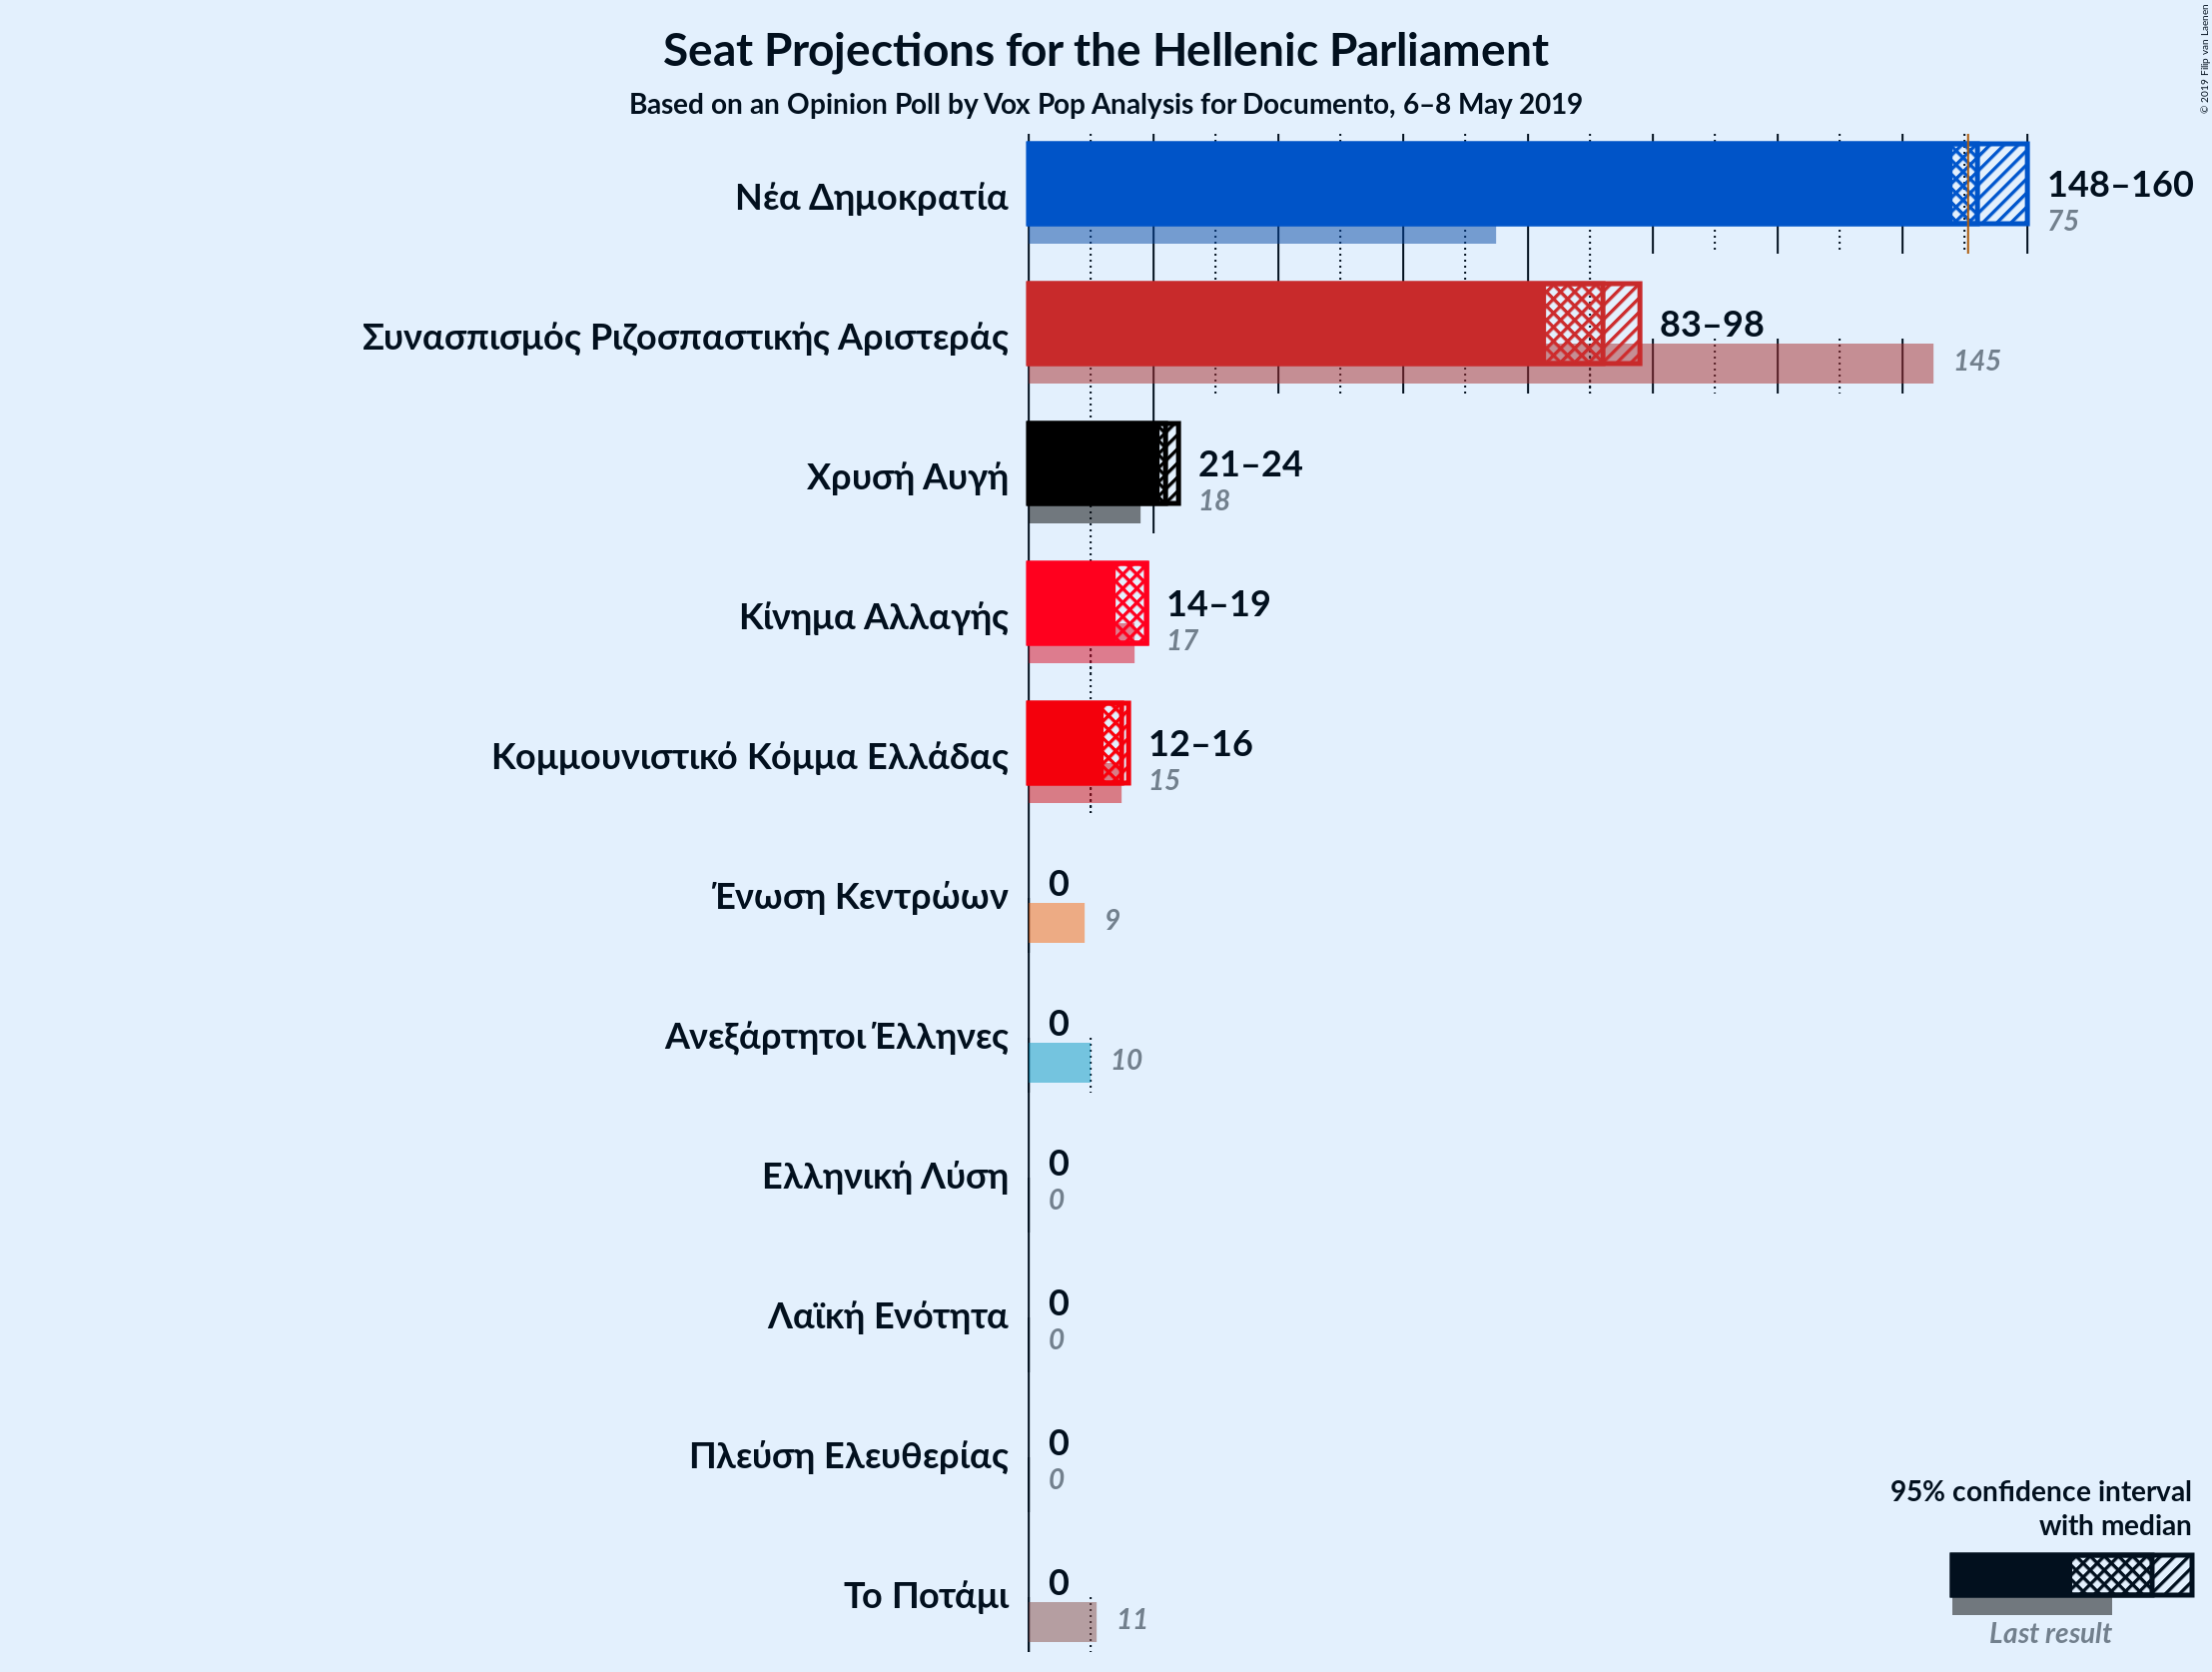 Seat Projections for the Hellenic Parliament
Based on an Opinion Poll by Vox Pop Analysis for Documento, 6–8 May 2019
© 2019 Filip van Laenen
Νέα Δημοκρατία
148–160
75
Συνασπισμός Ριζοσπαστικής Αριστεράς
83–98
145
Χρυσή Αυγή
21–24
18
Κίνημα Αλλαγής
14–19
17
Κομμουνιστικό Κόμμα Ελλάδας
12–16
15
Ένωση Κεντρώων
0
9
Ανεξάρτητοι Έλληνες
0
10
Ελληνική Λύση
0
0
Λαϊκή Ενότητα
0
0
Πλεύση Ελευθερίας
0
0
Το Ποτάμι
0
11
95% confidence interval
with median
Last result